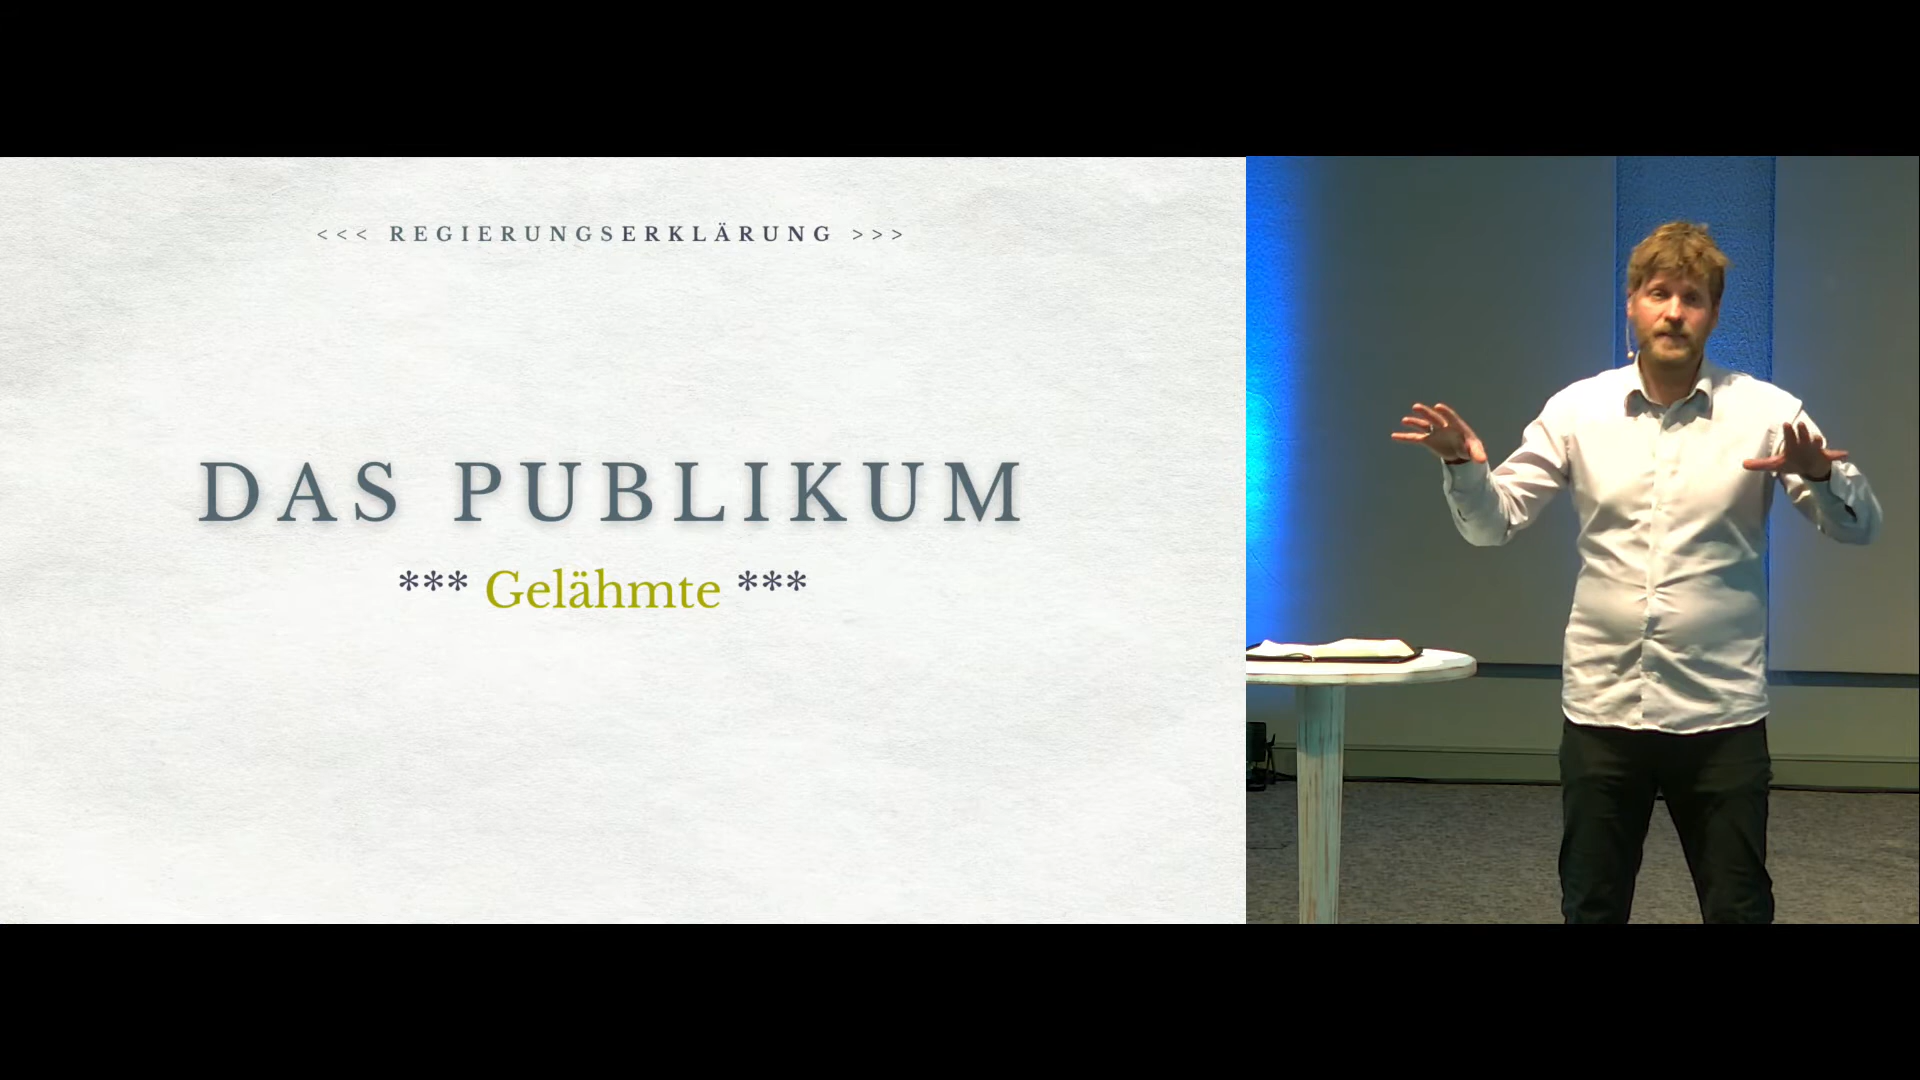 <<< REGIERUNGSERKLÄRUNG >>>
DAS PUBLIKUM
*** Gelähmte ***